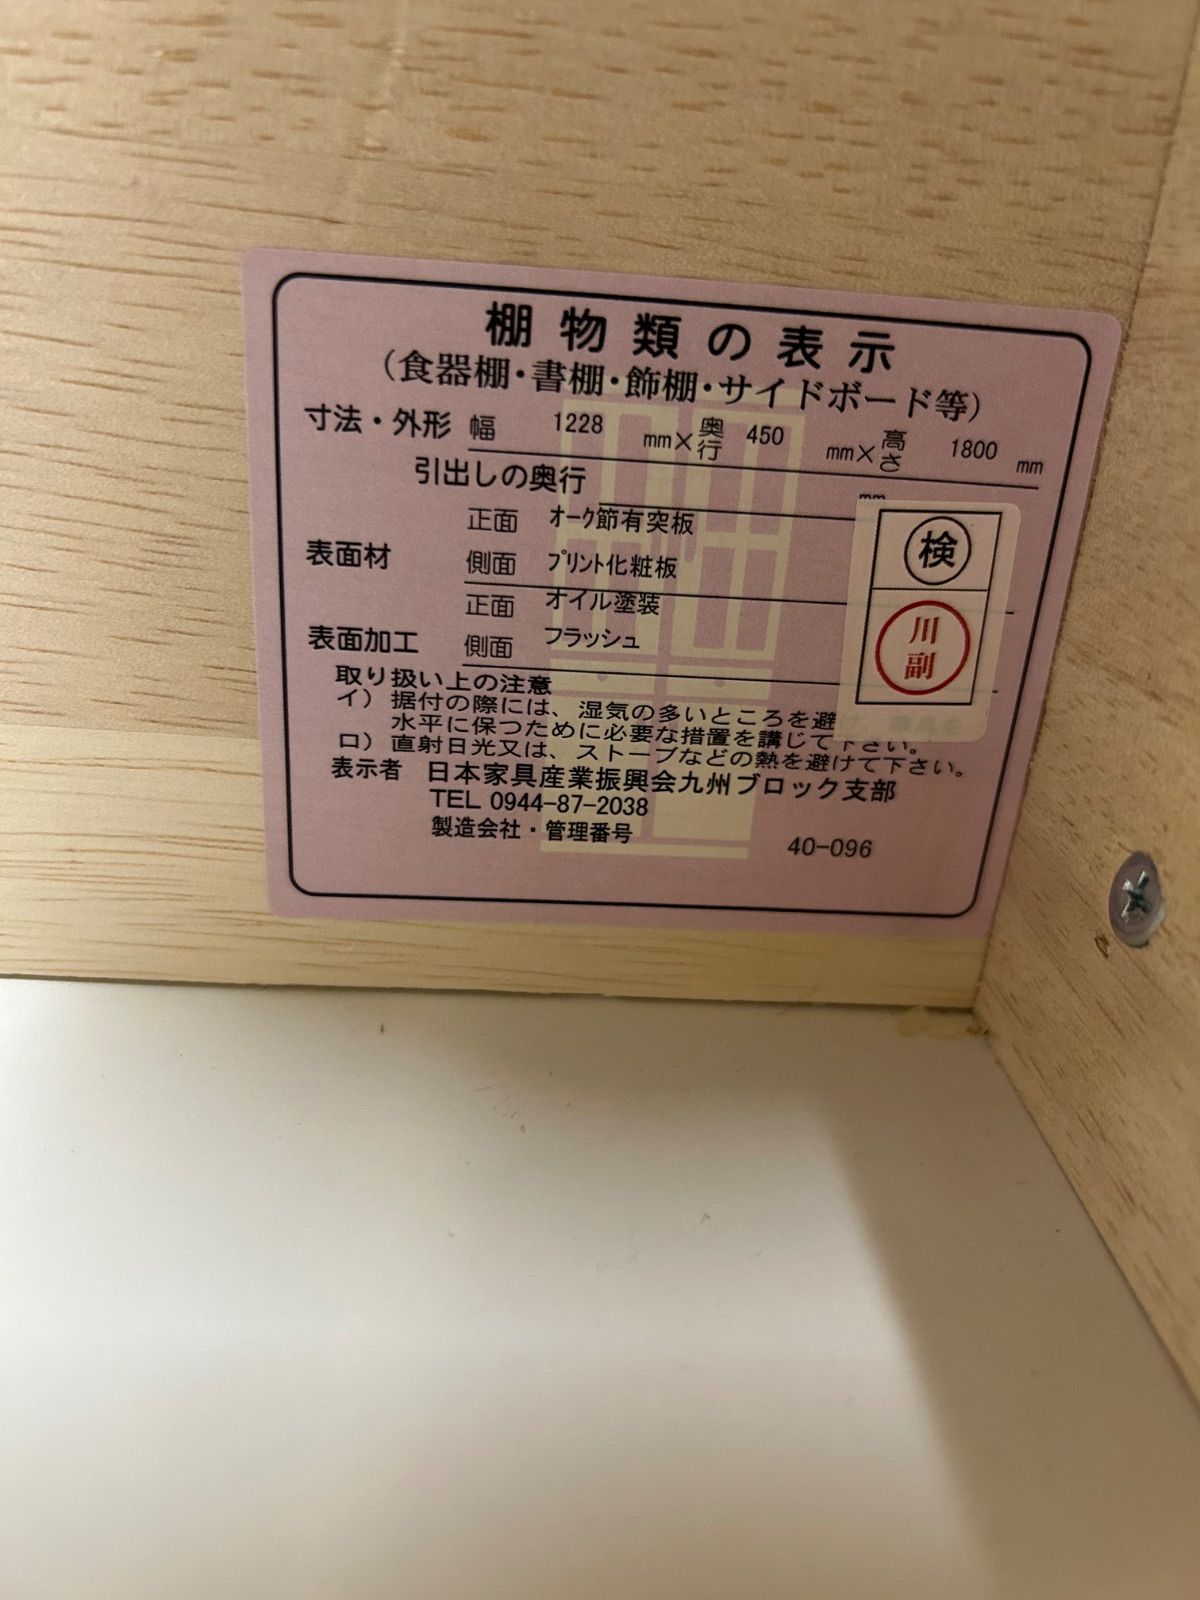 棚物類の表示
(食器棚・書棚・飾棚・サイドボード等)
寸法・外形 幅 1228 mm×奥行 450 mm×高さ 1800 mm
引出しの奥行 mm
表面材 正面 オーク節有突板
側面 プリント化粧板
表面加工 正面 オイル塗装
側面 フラッシュ
検
川副
取り扱い上の注意
イ) 据付の際には、湿気の多いところを避
水平に保つために必要な措置を講じて下さい。
ロ) 直射日光又は、ストーブなどの熱を避けて下さい。
表示者 日本家具産業振興会九州ブロック支部
TEL 0944-87-2038
製造会社・管理番号 40-096